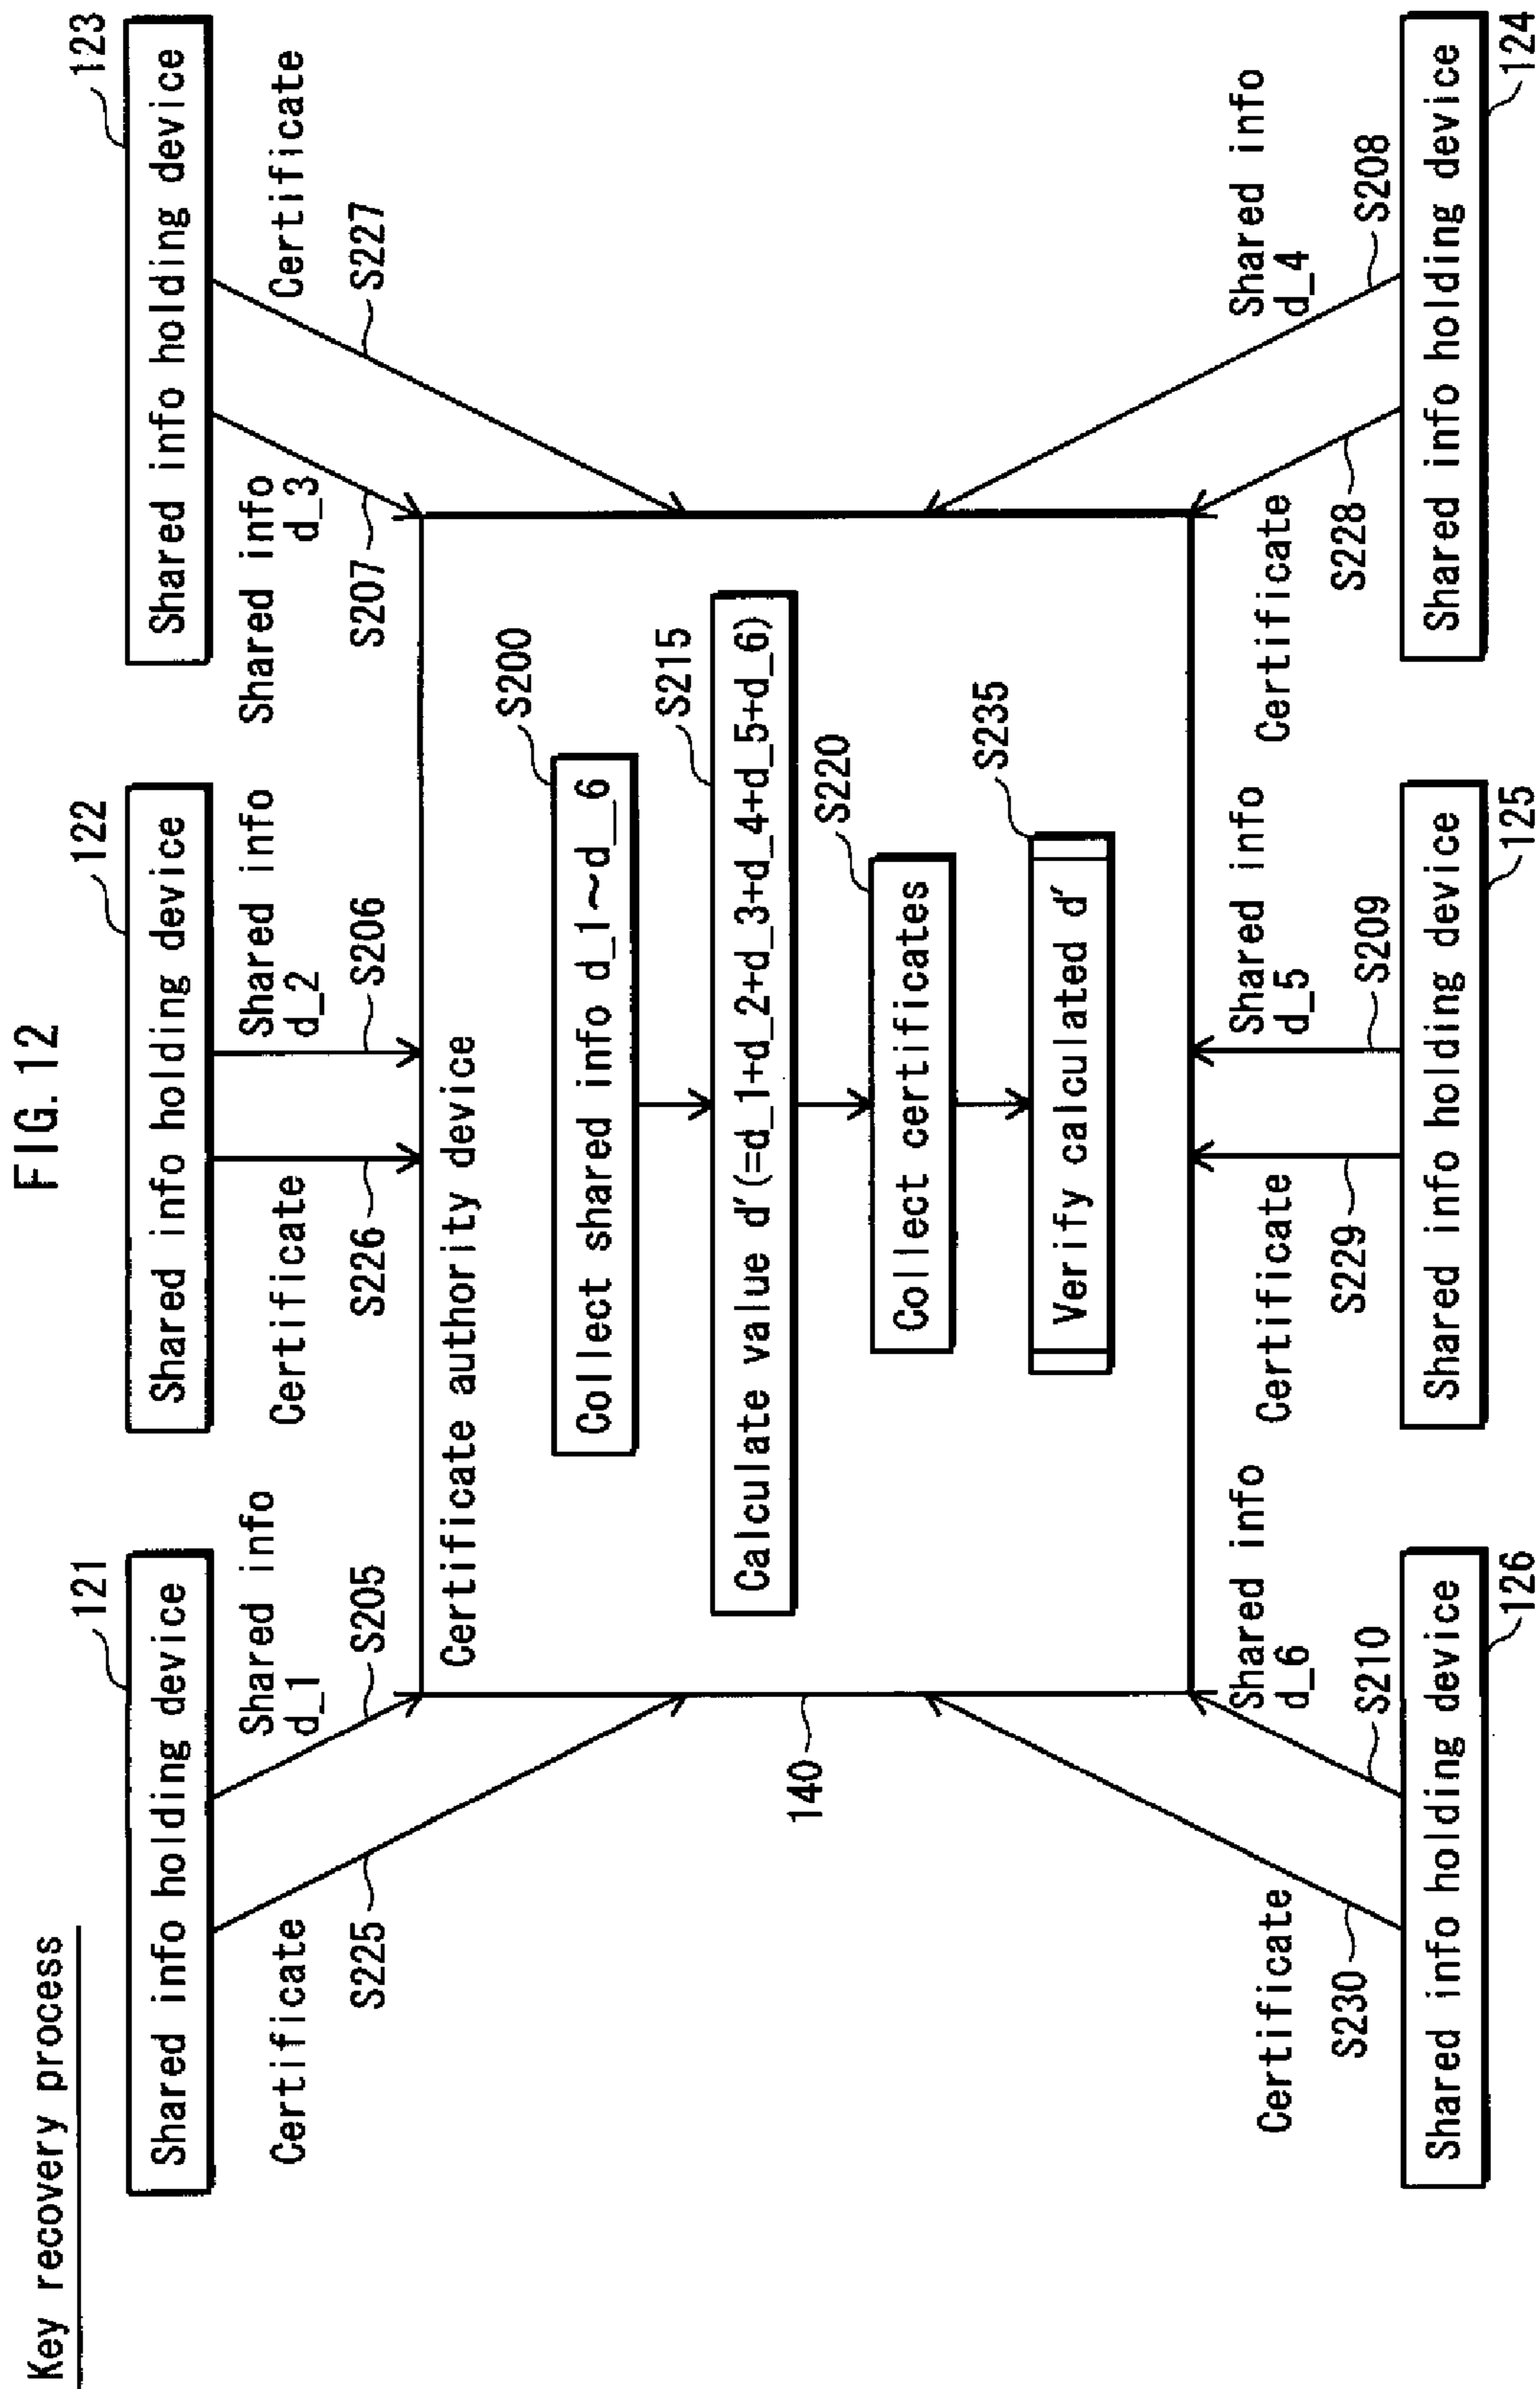 FIG. 12
Key recovery process
121
Shared info holding device
122
Shared info holding device
123
Shared info holding device
Certificate
S225
Shared info
d_1
S205
Certificate
S226
Shared info
d_2
S206
Shared info
d_3
S207
Certificate
S227
Certificate authority device
140
S200
Collect shared info d_1~d_6
S215
Calculate value d′(=d_1+d_2+d_3+d_4+d_5+d_6)
S220
Collect certificates
S235
Verify calculated d′
Certificate
S230
Shared info
d_6
S210
Certificate
S229
Shared info
d_5
S209
Certificate
S228
Shared info
d_4
S208
Shared info holding device
126
Shared info holding device
125
Shared info holding device
124